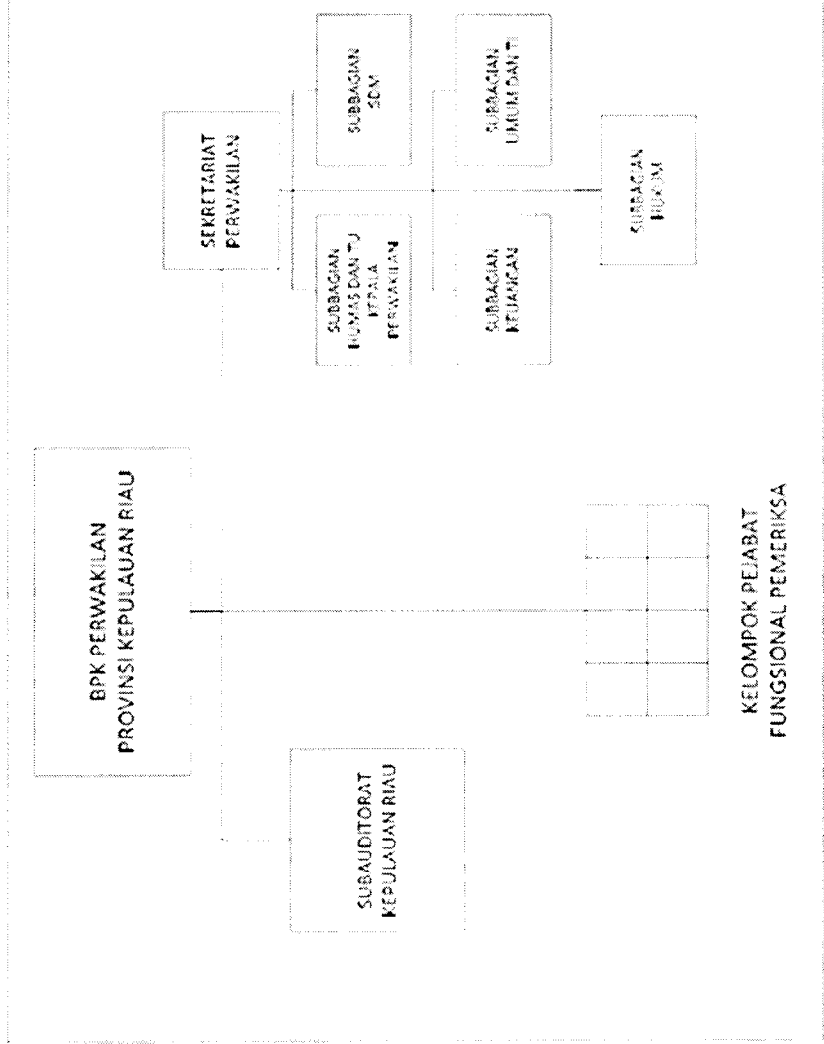 BPK PERWAKILAN
PROVINSI KEPULAUAN RIAU
SUBAUDITORAT
KEPULAUAN RIAU
SEKRETARIAT
PERWAKILAN
SUBBAGIAN
HUMAS DAN TU
KEPALA
PERWAKILAN
SUBBAGIAN
SDM
SUBBAGIAN
KEUANGAN
SUBBAGIAN
UMUM DAN TI
SUBBAGIAN
HUKUM
KELOMPOK PEJABAT
FUNGSIONAL PEMERIKSA